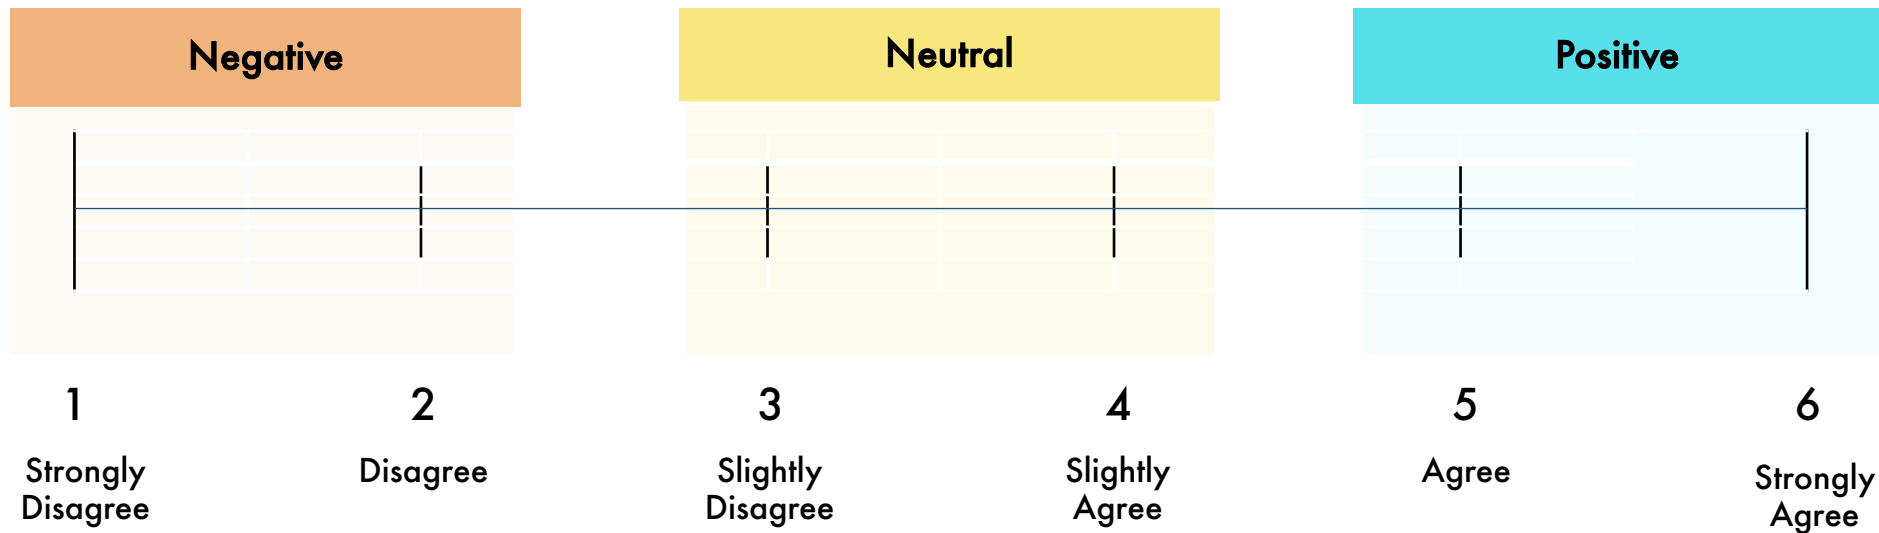 Negative
Neutral
Positive
1
2
3
4
5
6
Strongly
Disagree
Disagree
Slightly
Disagree
Slightly
Agree
Agree
Strongly
Agree